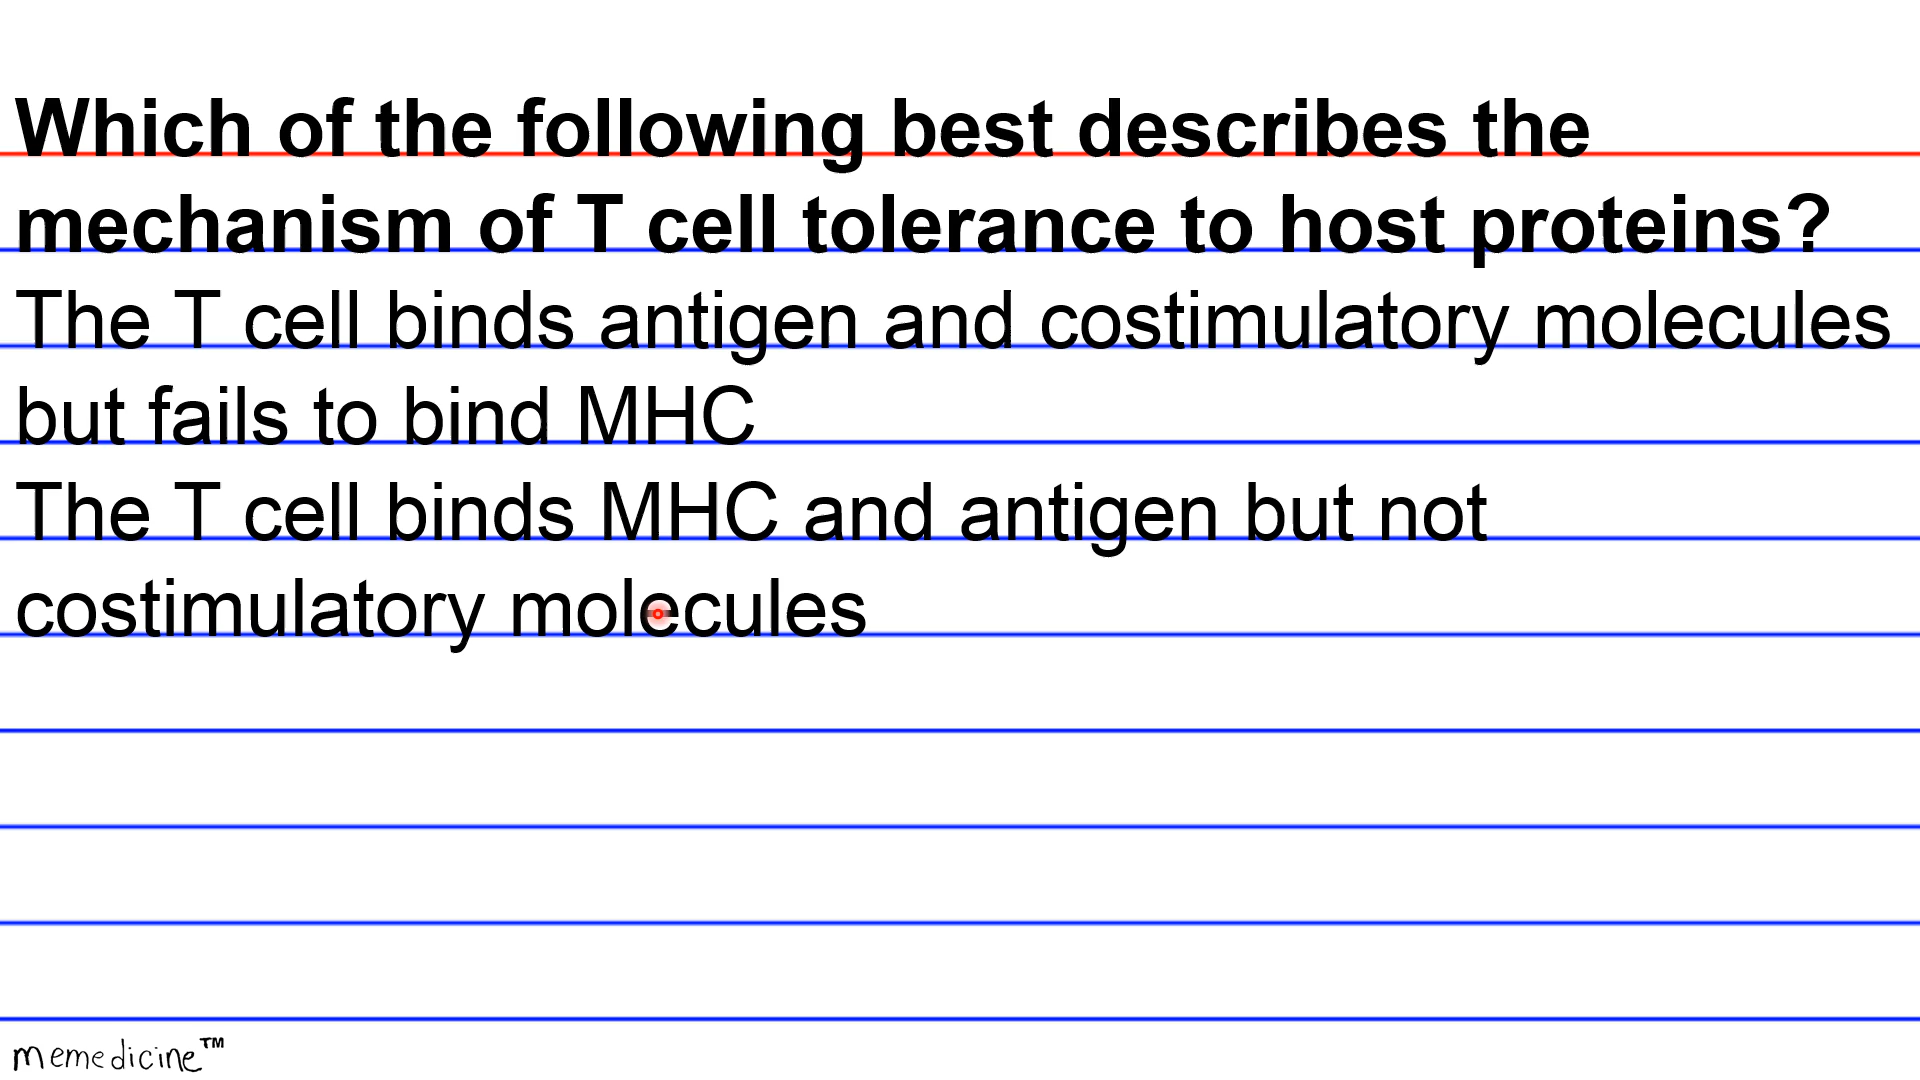 Which of the following best describes the
mechanism of T cell tolerance to host proteins?
The T cell binds antigen and costimulatory molecules
but fails to bind MHC
The T cell binds MHC and antigen but not
costimulatory molecules
memedicine™